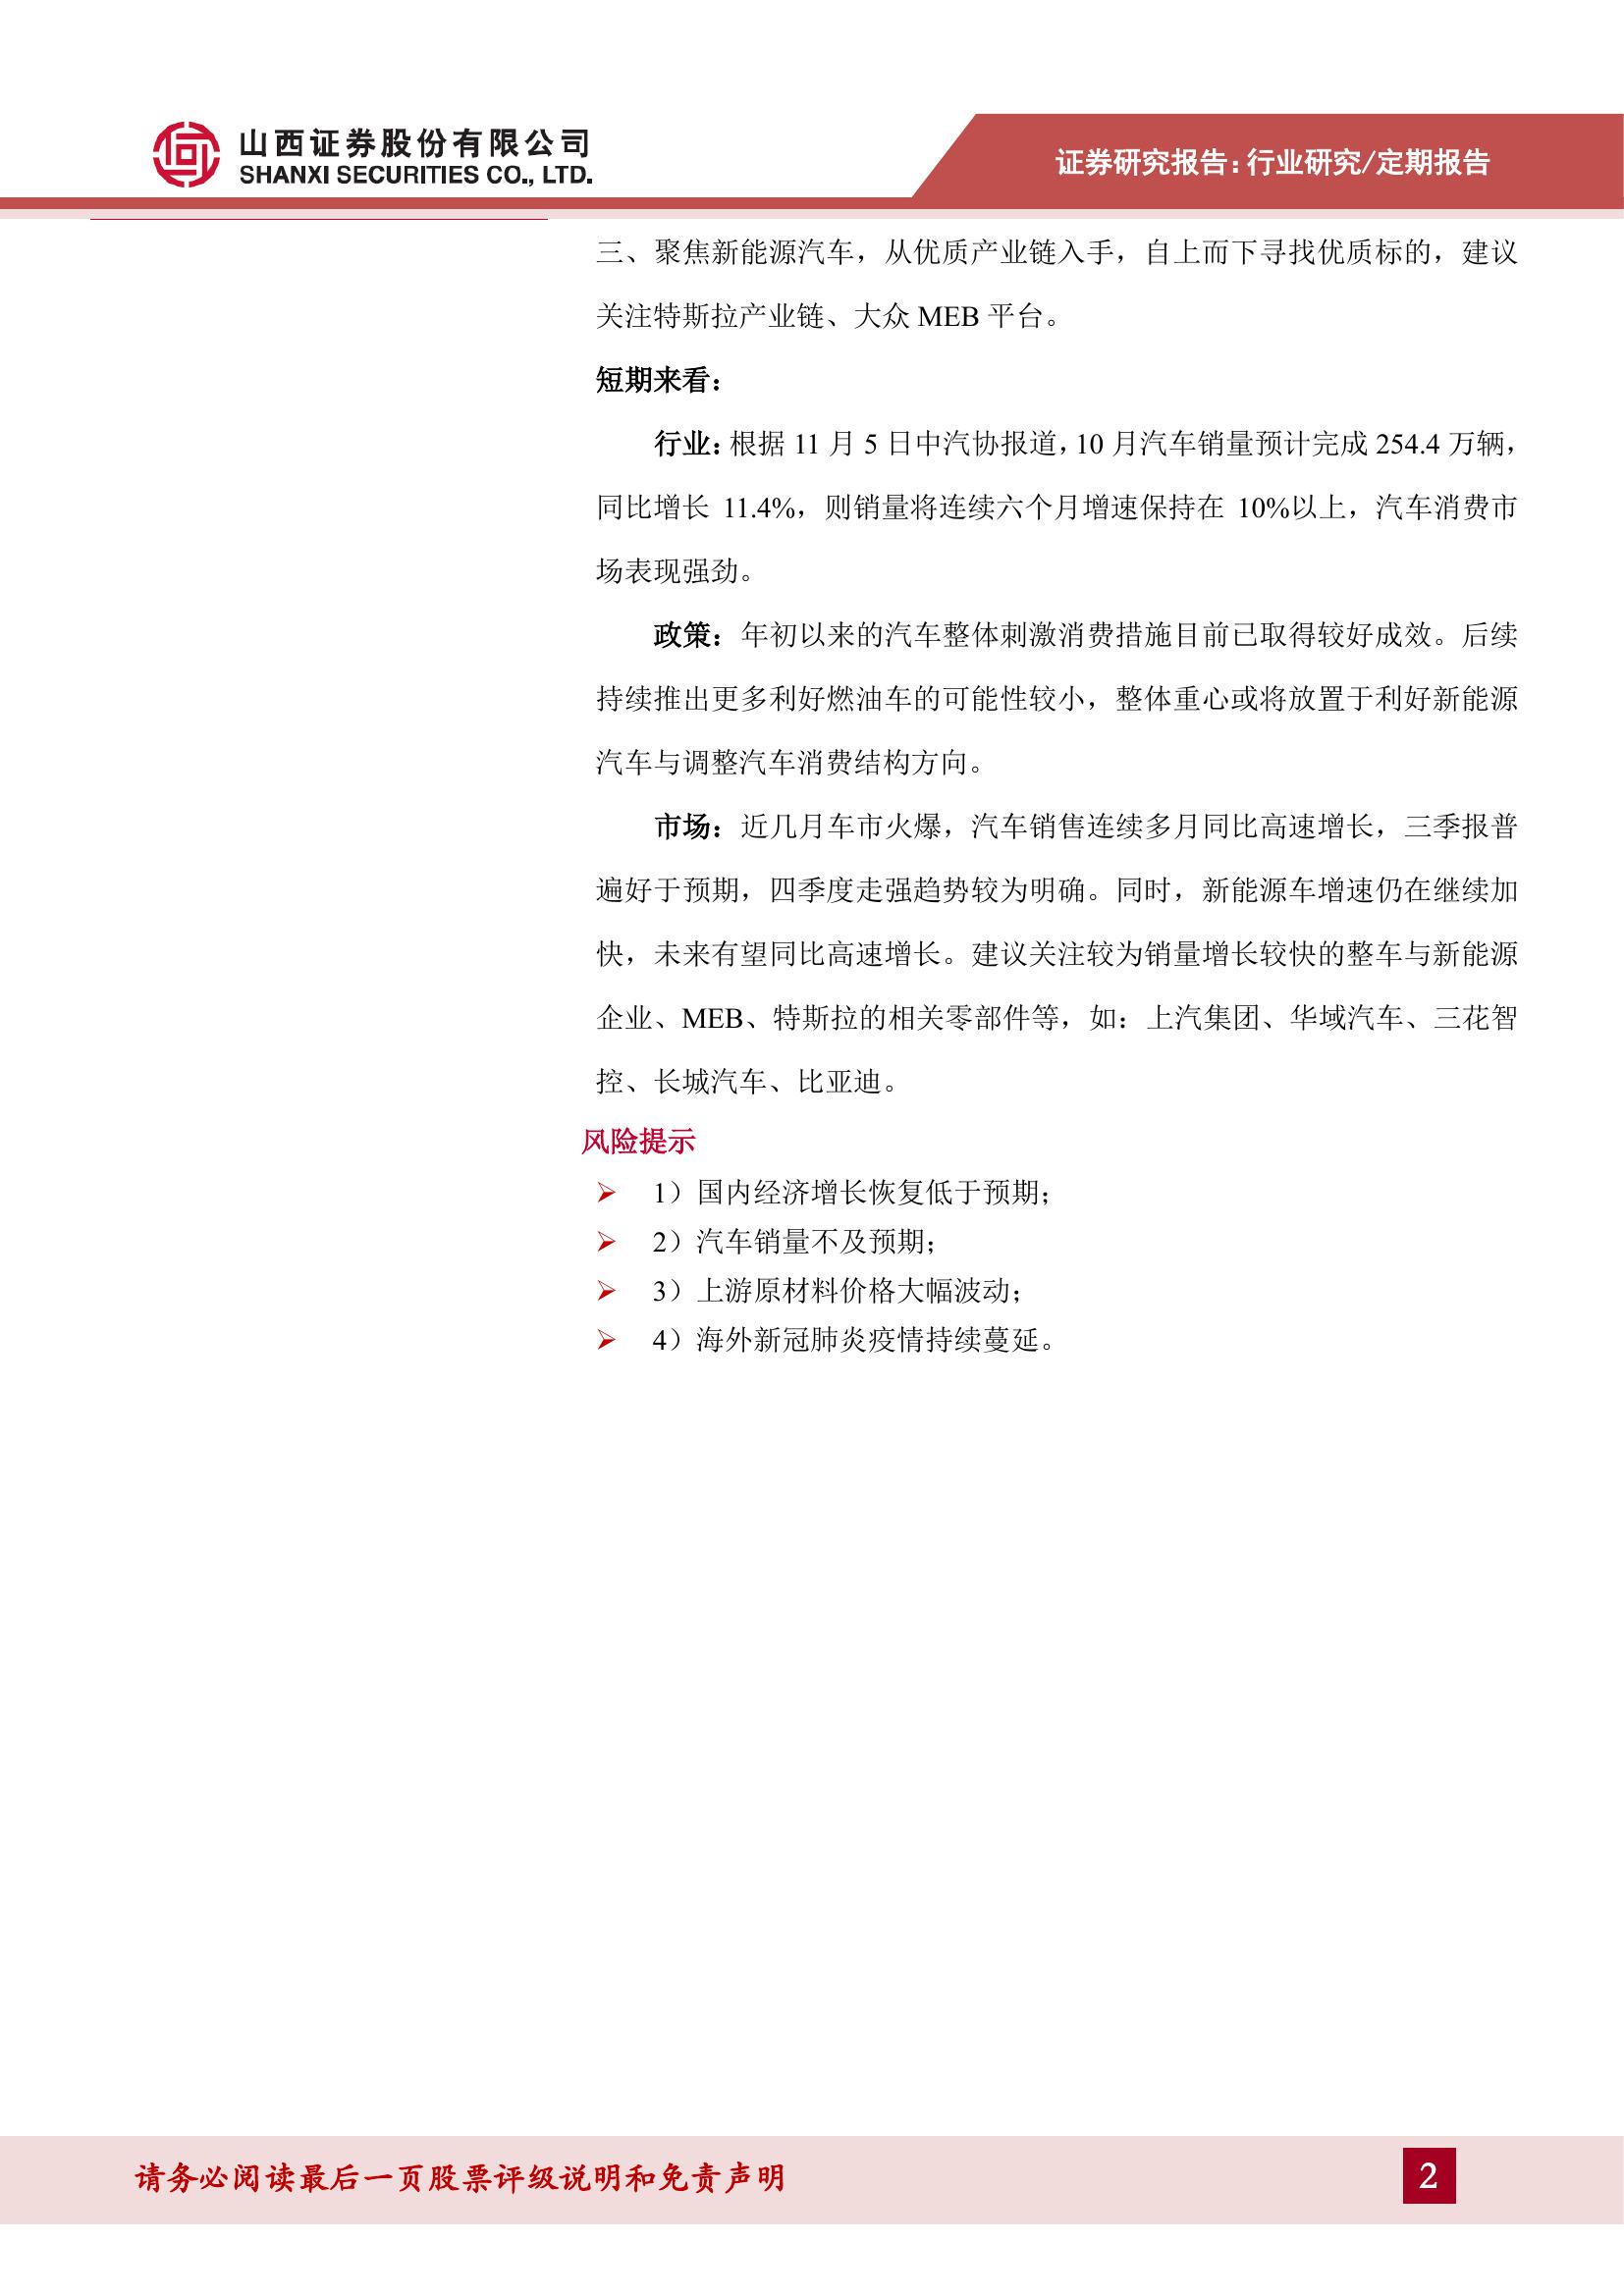 山西证券股份有限公司
SHANXI SECURITIES CO., LTD.
证券研究报告：行业研究/定期报告
三、聚焦新能源汽车，从优质产业链入手，自上而下寻找优质标的，建议
关注特斯拉产业链、大众 MEB 平台。
短期来看：
行业：根据 11 月 5 日中汽协报道，10 月汽车销量预计完成 254.4 万辆，
同比增长 11.4%，则销量将连续六个月增速保持在 10%以上，汽车消费市
场表现强劲。
政策：年初以来的汽车整体刺激消费措施目前已取得较好成效。后续
持续推出更多利好燃油车的可能性较小，整体重心或将放置于利好新能源
汽车与调整汽车消费结构方向。
市场：近几月车市火爆，汽车销售连续多月同比高速增长，三季报普
遍好于预期，四季度走强趋势较为明确。同时，新能源车增速仍在继续加
快，未来有望同比高速增长。建议关注较为销量增长较快的整车与新能源
企业、MEB、特斯拉的相关零部件等，如：上汽集团、华域汽车、三花智
控、长城汽车、比亚迪。
风险提示
➢ 1）国内经济增长恢复低于预期；
➢ 2）汽车销量不及预期；
➢ 3）上游原材料价格大幅波动；
➢ 4）海外新冠肺炎疫情持续蔓延。
请务必阅读最后一页股票评级说明和免责声明
2